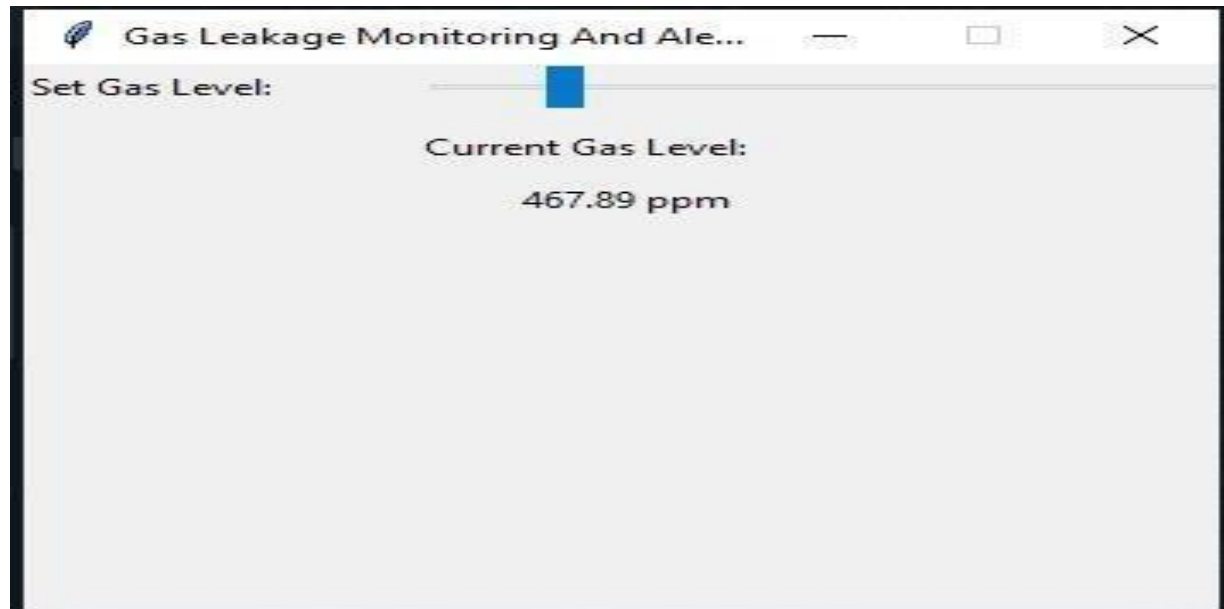 Gas Leakage Monitoring And Ale...
Set Gas Level:
Current Gas Level:
467.89 ppm